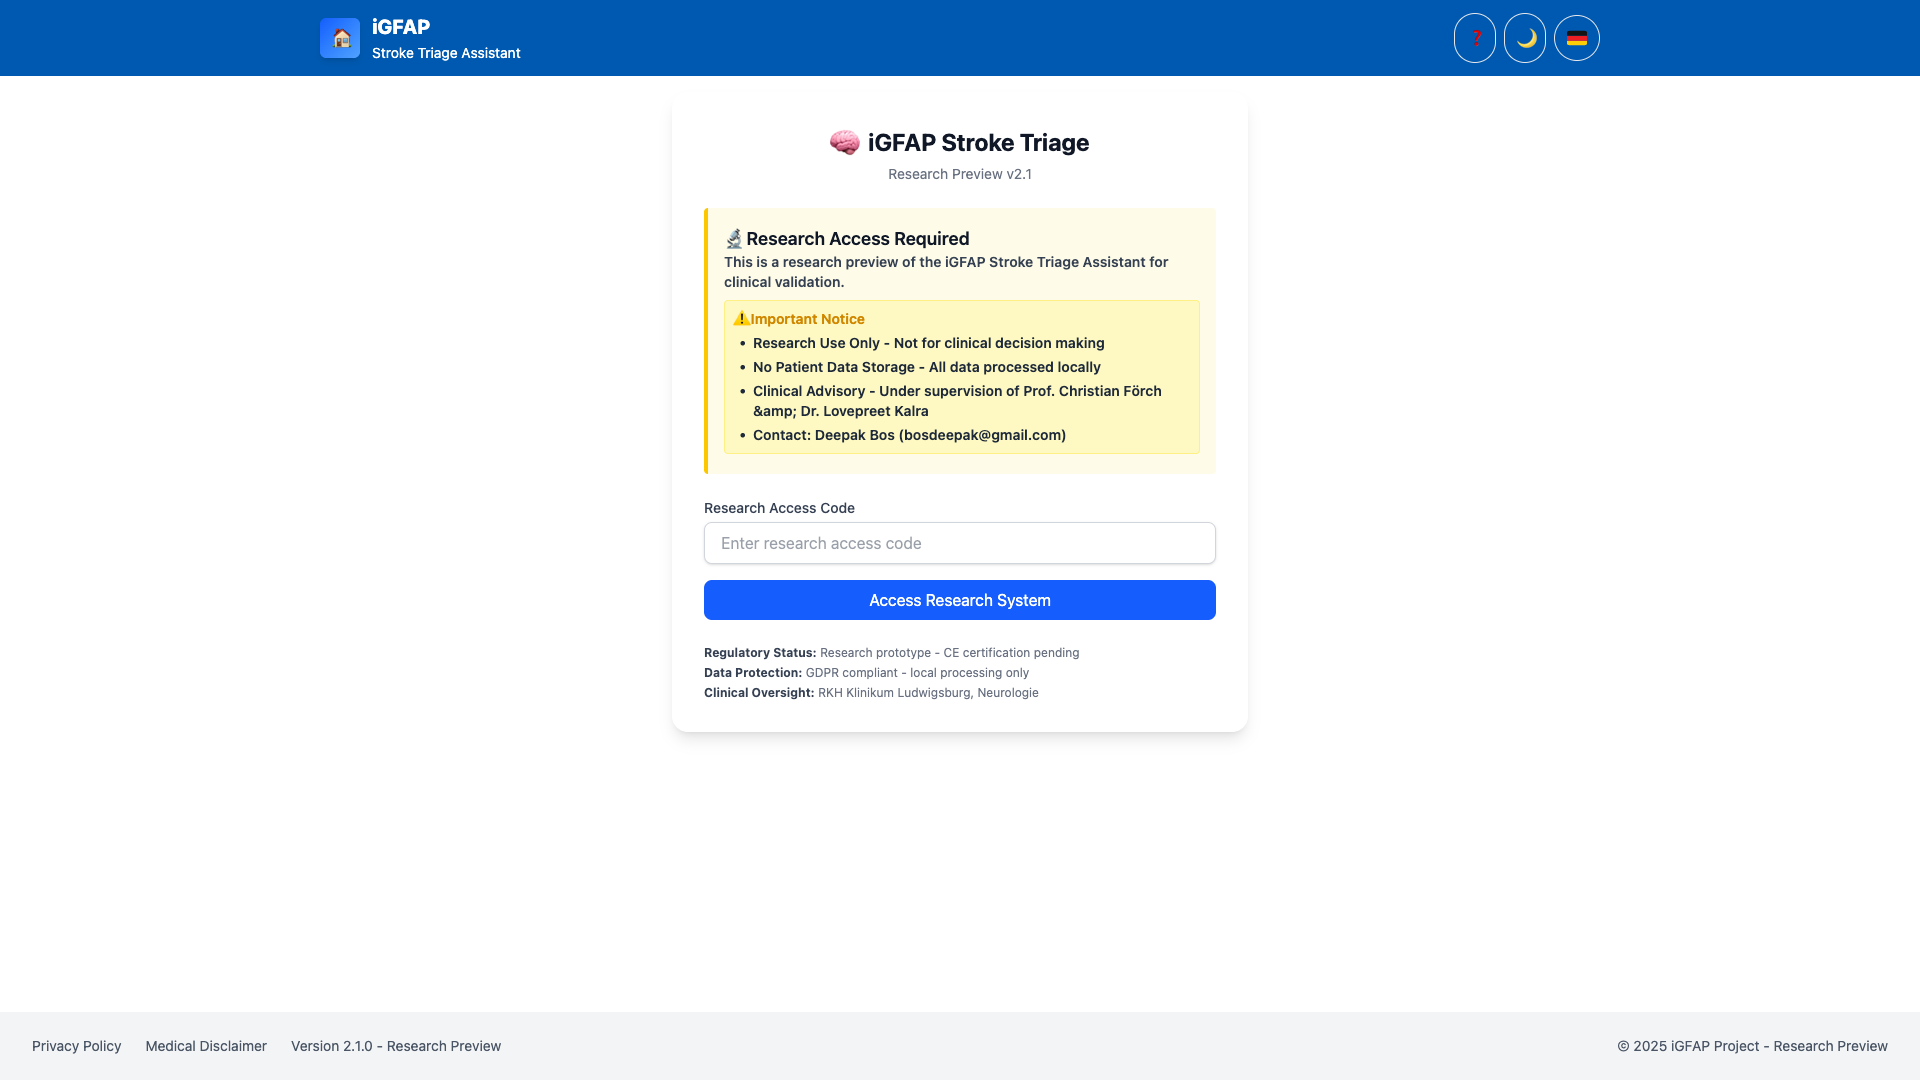 iGFAP
Stroke Triage Assistant
iGFAP Stroke Triage
Research Preview v2.1
Research Access Required
This is a research preview of the iGFAP Stroke Triage Assistant for
clinical validation.
Important Notice
• Research Use Only - Not for clinical decision making
• No Patient Data Storage - All data processed locally
• Clinical Advisory - Under supervision of Prof. Christian Förch
&amp; Dr. Lovepreet Kalra
• Contact: Deepak Bos (bosdeepak@gmail.com)
Research Access Code
Enter research access code
Access Research System
Regulatory Status: Research prototype - CE certification pending
Data Protection: GDPR compliant - local processing only
Clinical Oversight: RKH Klinikum Ludwigsburg, Neurologie
Privacy Policy Medical Disclaimer Version 2.1.0 - Research Preview © 2025 iGFAP Project - Research Preview